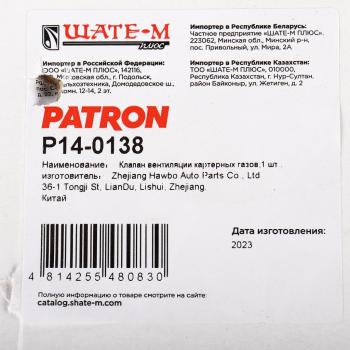 ШАТЕ-М
ПЛЮС
Импортер в Республике Беларусь:
Частное предприятие «ШАТЕ-М ПЛЮС»,
223062, Минская обл., Минский р-н,
пос. Привольный, ул. Мира, 2А
Импортер в Российской Федерации:
ООО «ШАТЕ-М ПЛЮС», 142116,
Московская обл., г. Подольск,
Домодедовское ш.,
12-14, 2 эт.
Импортер в Республике Казахстан:
ТОО «ШАТЕ-М ПЛЮС», 010000,
Республика Казахстан, г. Нур-Султан,
район Байконыр, ул. Жетиген, д. 2
PATRON
P14-0138
Наименование: Клапан вентиляции картерных газов,1 шт.
изготовитель: Zhejiang Hawbo Auto Parts Co., Ltd
36-1 Tongji St, LianDu, Lishui, Zhejiang.
Китай
Дата изготовления:
2023
4 814255 480830
Полную информацию о товаре смотрите на сайте
catalog.shate-m.com